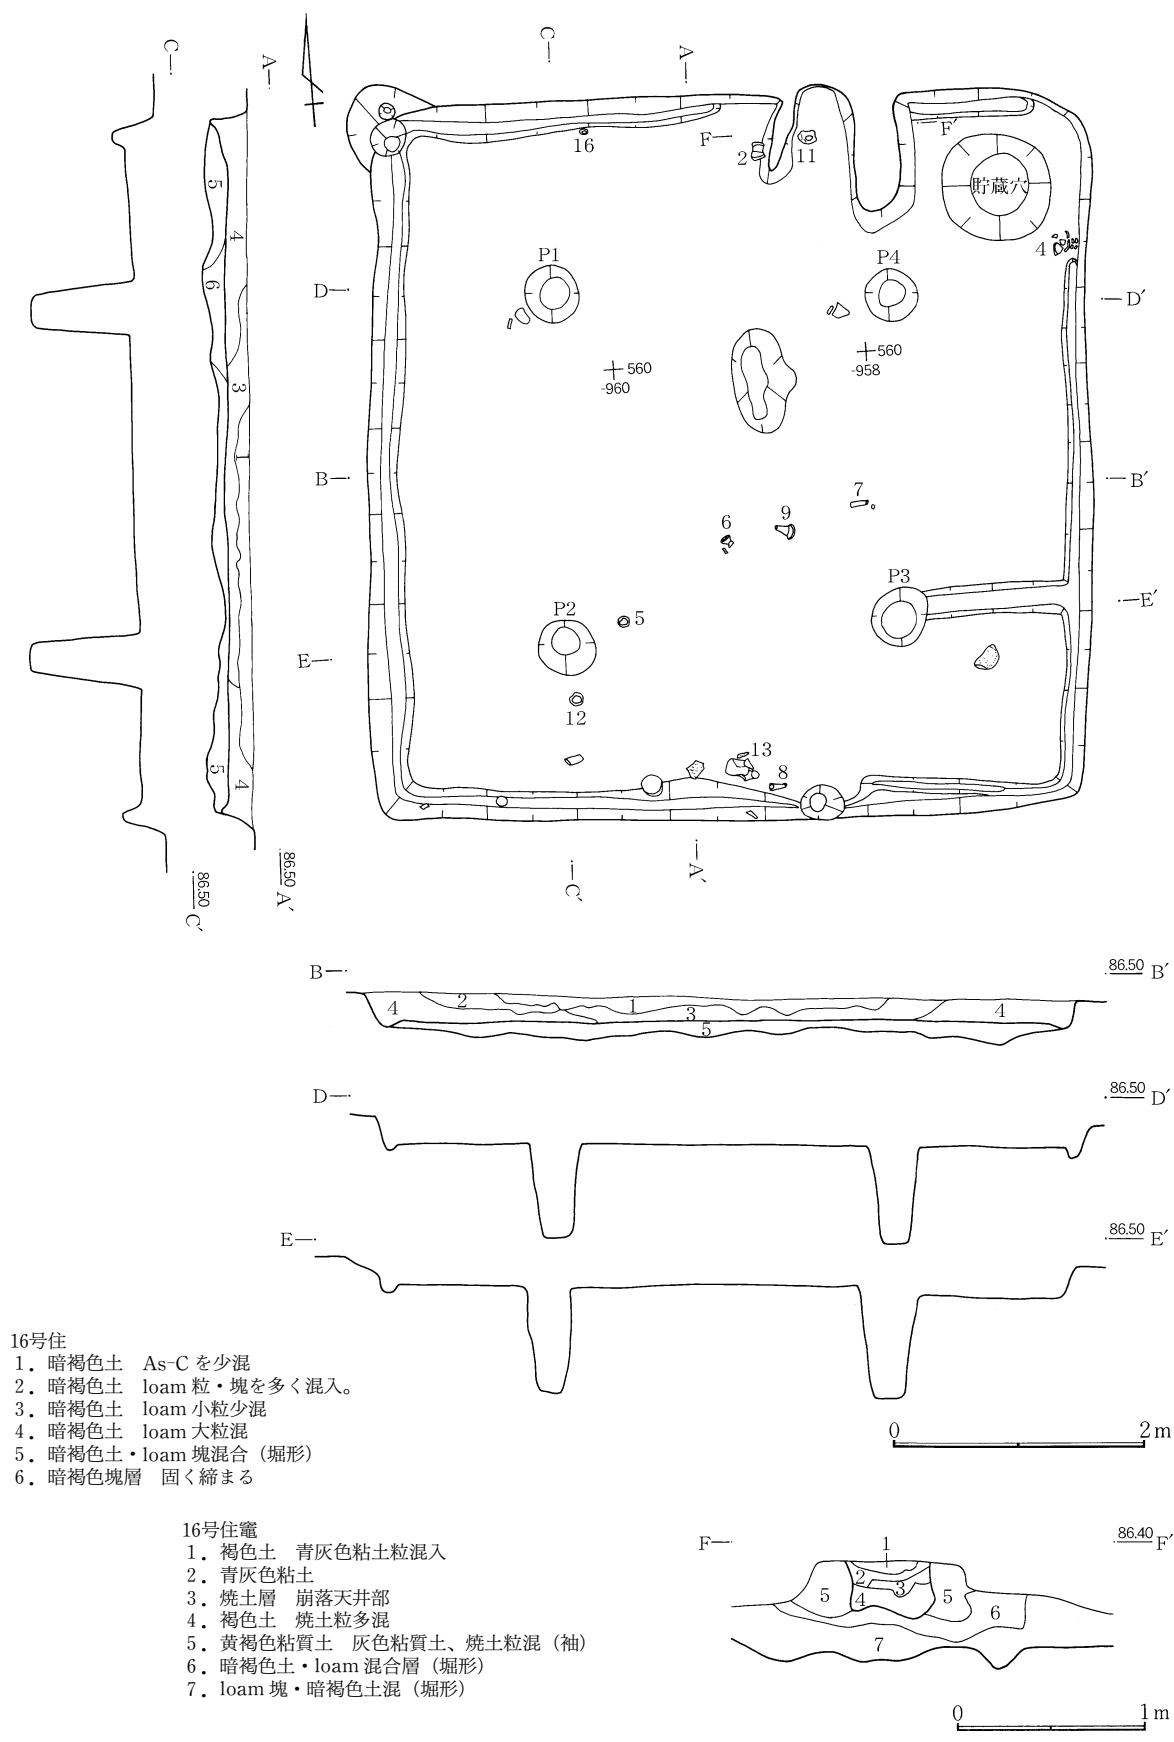 C
A
C
A
F
F′
16
2
11
貯蔵穴
4
P1
P4
D
D′
560
-960
560
-958
B
B′
7
9
6
P3
P2
5
E
E′
12
13
8
A′
C′
5
4
6
3
1
5
4
86.50
A′
86.50
C′
B
86.50 B′
4
2
1
3
5
4
D
86.50 D′
E
86.50 E′
16号住
1．暗褐色土　As-C を少混
2．暗褐色土　loam 粒・塊を多く混入。
3．暗褐色土　loam 小粒少混
4．暗褐色土　loam 大粒混
5．暗褐色土・loam 塊混合（堀形）
6．暗褐色塊層　固く締まる
0 2m
16号住竈
1．褐色土　青灰色粘土粒混入
2．青灰色粘土
3．焼土層　崩落天井部
4．褐色土　焼土粒多混
5．黄褐色粘質土　灰色粘質土、焼土粒混（袖）
6．暗褐色土・loam 混合層（堀形）
7．loam 塊・暗褐色土混（堀形）
F
1
86.40 F′
2
3
4
5
5
6
7
0 1m